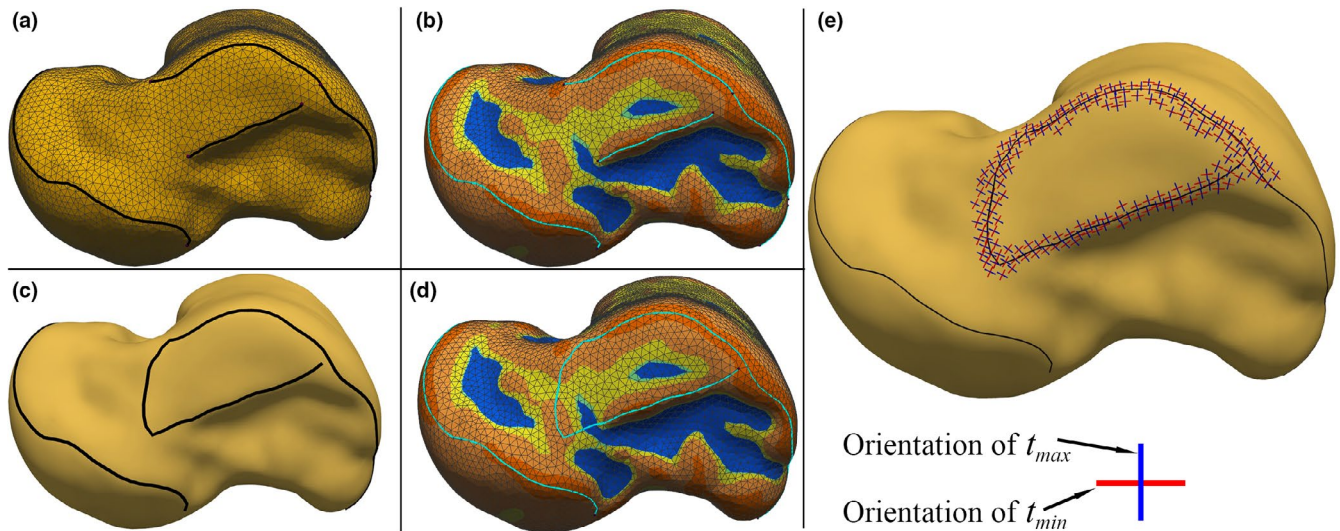 (a)
(b)
(e)
(c)
(d)
Orientation of t_max
Orientation of t_min